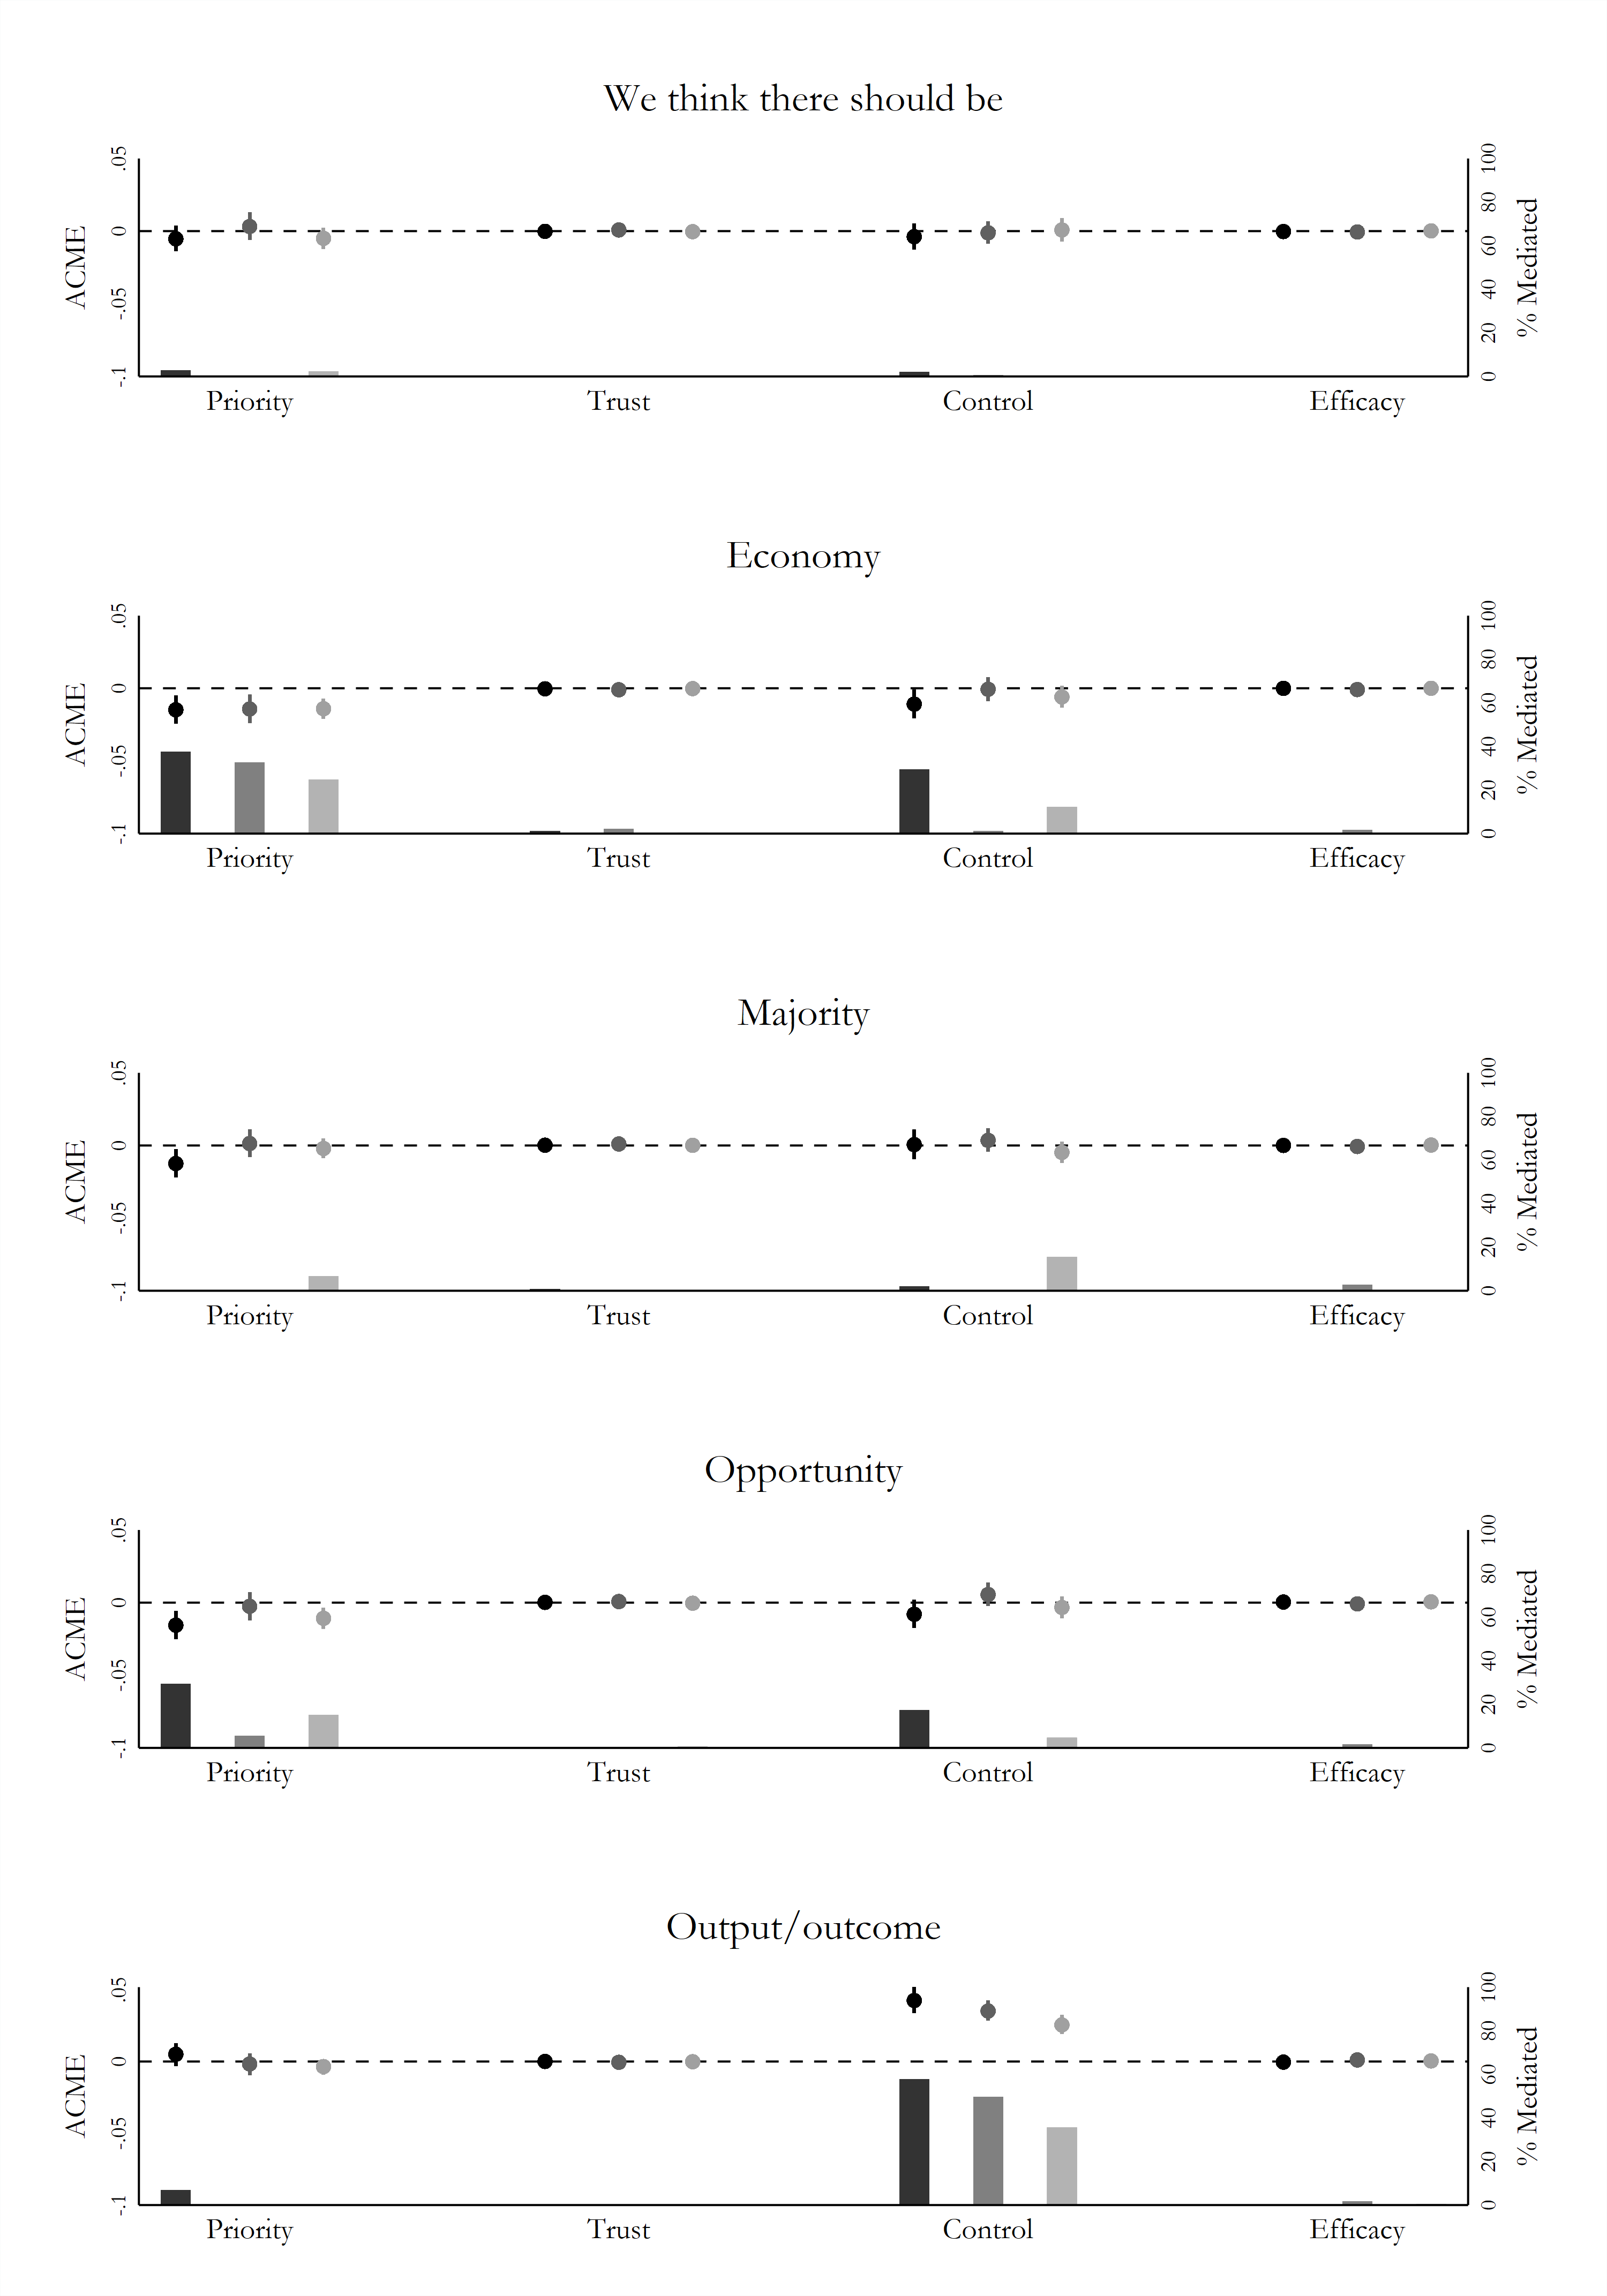 We think there should be
ACME
.05
0
-.05
-.1
100
80
60
40
20
0
% Mediated
Priority Trust Control Efficacy
Economy
ACME
.05
0
-.05
-.1
100
80
60
40
20
0
% Mediated
Priority Trust Control Efficacy
Majority
ACME
.05
0
-.05
-.1
100
80
60
40
20
0
% Mediated
Priority Trust Control Efficacy
Opportunity
ACME
.05
0
-.05
-.1
100
80
60
40
20
0
% Mediated
Priority Trust Control Efficacy
Output/outcome
ACME
.05
0
-.05
-.1
100
80
60
40
20
0
% Mediated
Priority Trust Control Efficacy